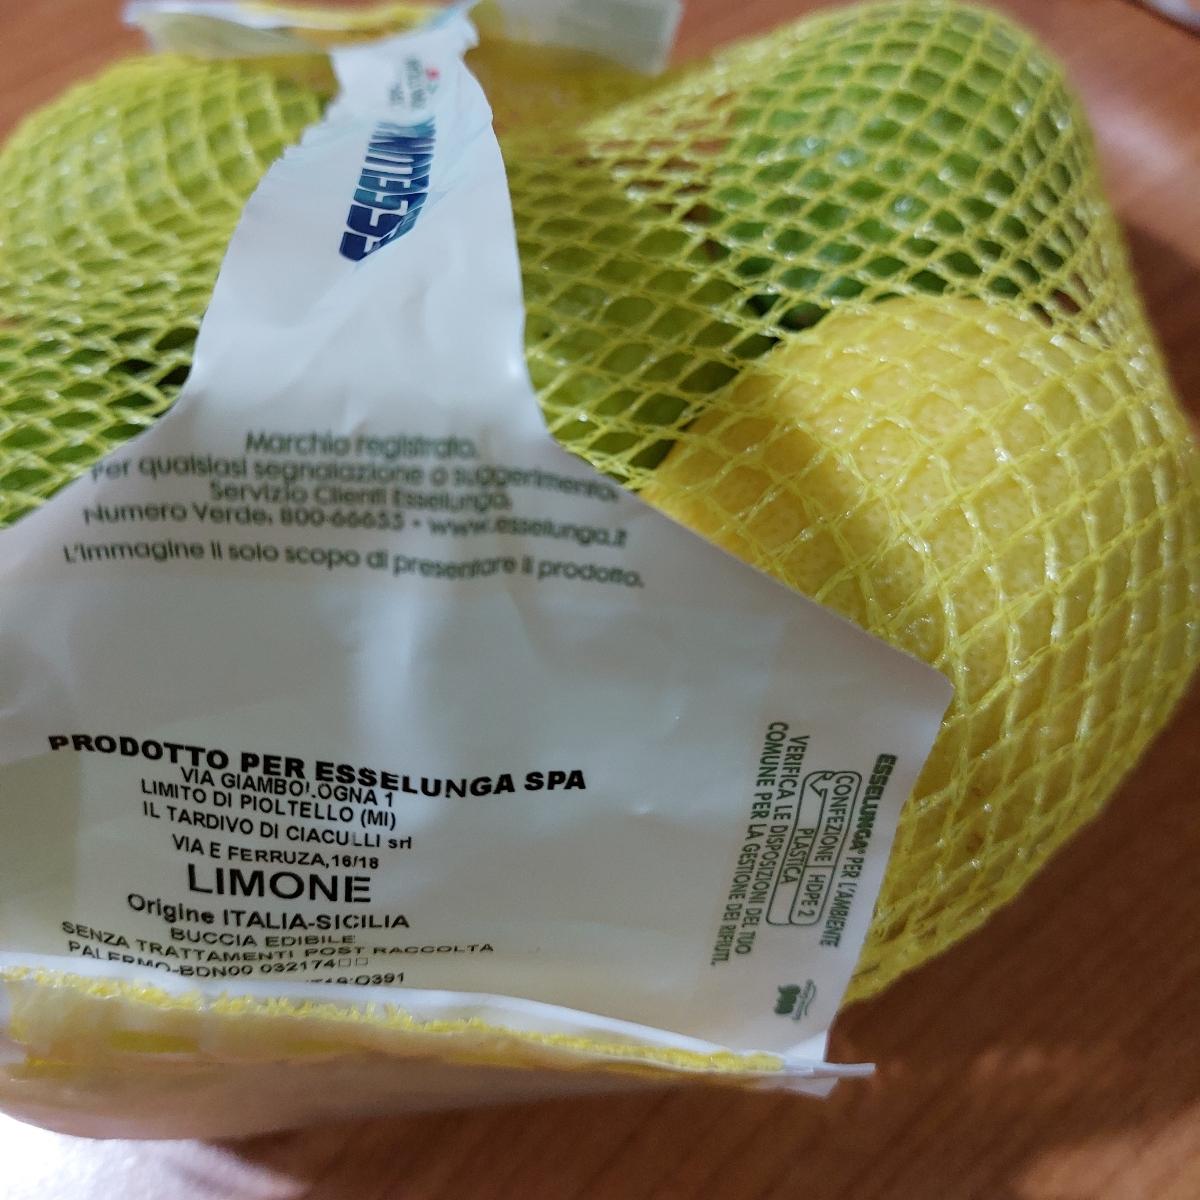 ESSELUNGA
Marchio registrato.
Per qualsiasi segnalazione o suggerimento,
Servizio Clienti Esselunga.
Numero Verde. 800-66655 - www.esselunga.it
L'immagine il solo scopo di presentare il prodotto.
PRODOTTO PER ESSELUNGA SPA
VIA GIAMBOLOGNA 1
LIMITO DI PIOLTELLO (MI)
IL TARDIVO DI CIACULLI srl
VIA E FERRUZA,16/18
LIMONE
Origine ITALIA-SICILIA
BUCCIA EDIBILE
SENZA TRATTAMENTI POST RACCOLTA
PALERMO-BDN00 032174
O391
ESSELUNGA® PER L'AMBIENTE
CONFEZIONE HDPE 2
PLASTICA
VERIFICA LE DISPOSIZIONI DEL TUO
COMUNE PER LA GESTIONE DEI RIFIUTI.